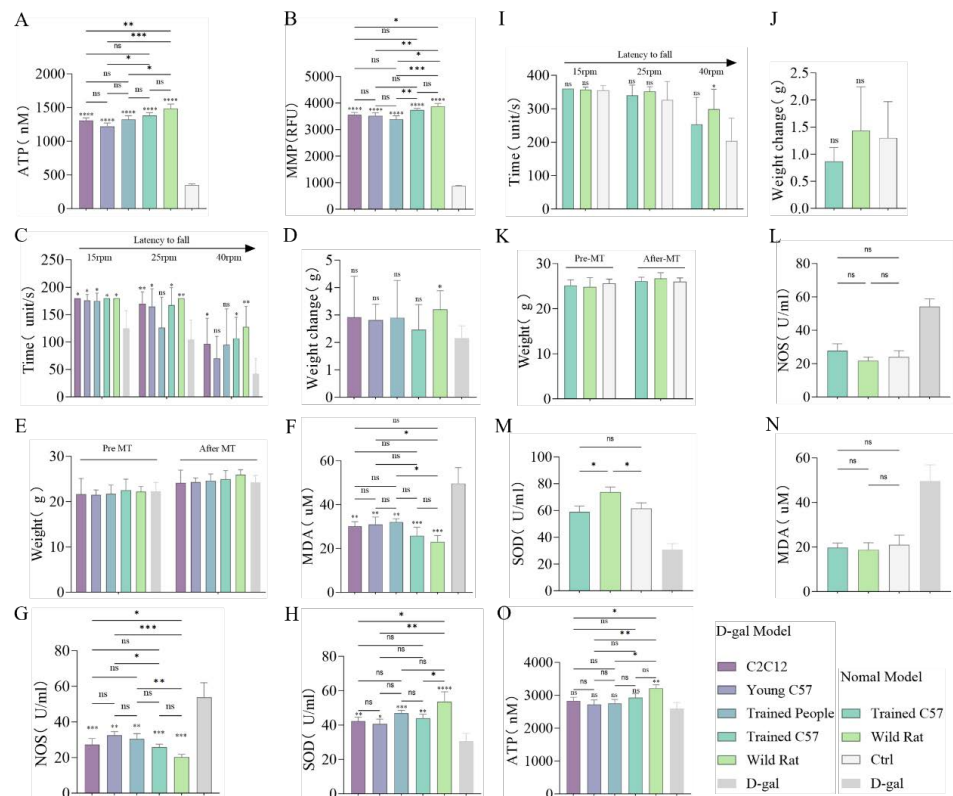 A
**
***
ns
*
ns *
ns ns ns
**** **** **** **** ****
ATP( nM)
2000
1500
1000
500
0
B
*
ns
**
ns *
ns ***
ns ** ns
**** **** **** **** ****
MMP(RFU)
5000
4000
3000
2000
1000
0
I
Latency to fall
15rpm 25rpm 40rpm
ns ns ns ns ns *
Time( unit/s)
400
300
200
100
0
J
ns ns
Weight change( g)
2.5
2.0
1.5
1.0
0.5
0.0
C
Latency to fall
15rpm 25rpm 40rpm
* * * * * ** * ns * ** * ns ns * **
Time( unit/s)
250
200
150
100
50
0
D
ns ns ns ns *
Weight change ( g)
5
4
3
2
1
0
K
Pre-MT After-MT
Weight( g)
30
20
10
0
L
ns
ns ns
NOS( U/ml)
80
60
40
20
0
E
Pre MT After MT
Weight( g)
30
20
10
0
F
ns
*
ns
ns
ns *
ns ns ns
** ** ** *** ***
MDA( uM)
60
40
20
0
M
ns
* *
SOD( U/ml)
100
80
60
40
20
0
N
ns
ns
ns
MDA( uM)
60
40
20
0
G
*
***
ns
*
ns **
ns ns ns
*** ** ** *** ***
NOS( U/ml)
100
80
60
40
20
0
H
*
**
ns
ns
ns ns
ns ns *
** * *** ** ****
SOD( U/ml)
80
60
40
20
0
O
*
ns **
ns *
ns ns ns
ns ns ns ns **
ATP( nM)
4000
3000
2000
1000
0
D-gal Model
C2C12
Young C57
Trained People
Trained C57
Wild Rat
D-gal
Nomal Model
Trained C57
Wild Rat
Ctrl
D-gal